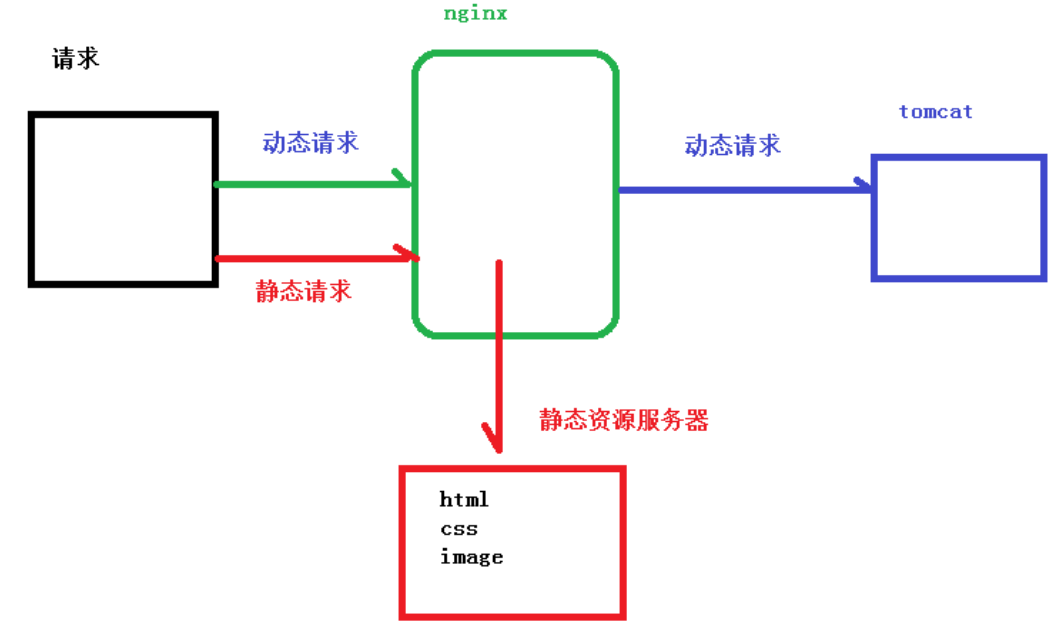 nginx
请求
tomcat
动态请求
动态请求
静态请求
静态资源服务器
html
css
image